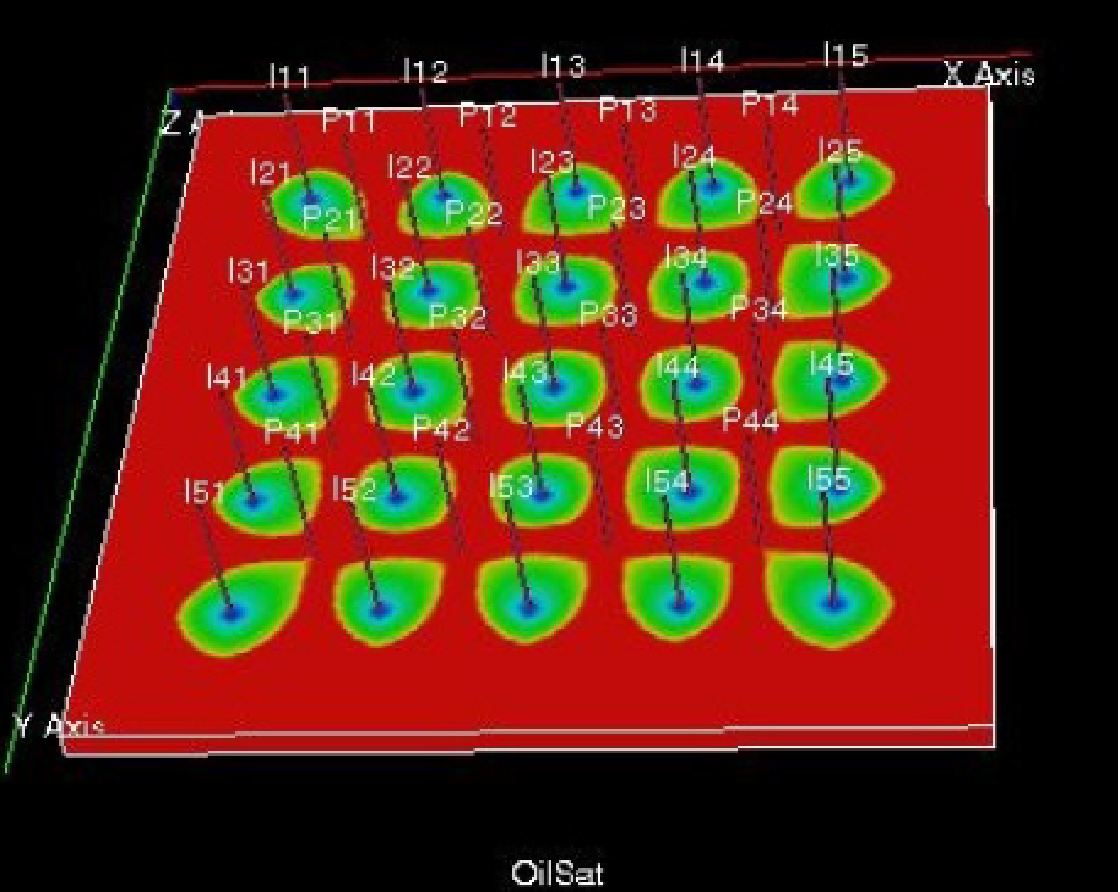 I11 I12 I13 I14 I15
X Axis
Z A
P11 P12 P13 P14
I21 I22 I23 I24 I25
P21 P22 P23 P24
I31 I32 I33 I34 I35
P31 P32 P33 P34
I41 I42 I43 I44 I45
P41 P42 P43 P44
I51 I52 I53 I54 I55
Y Axis
OilSat